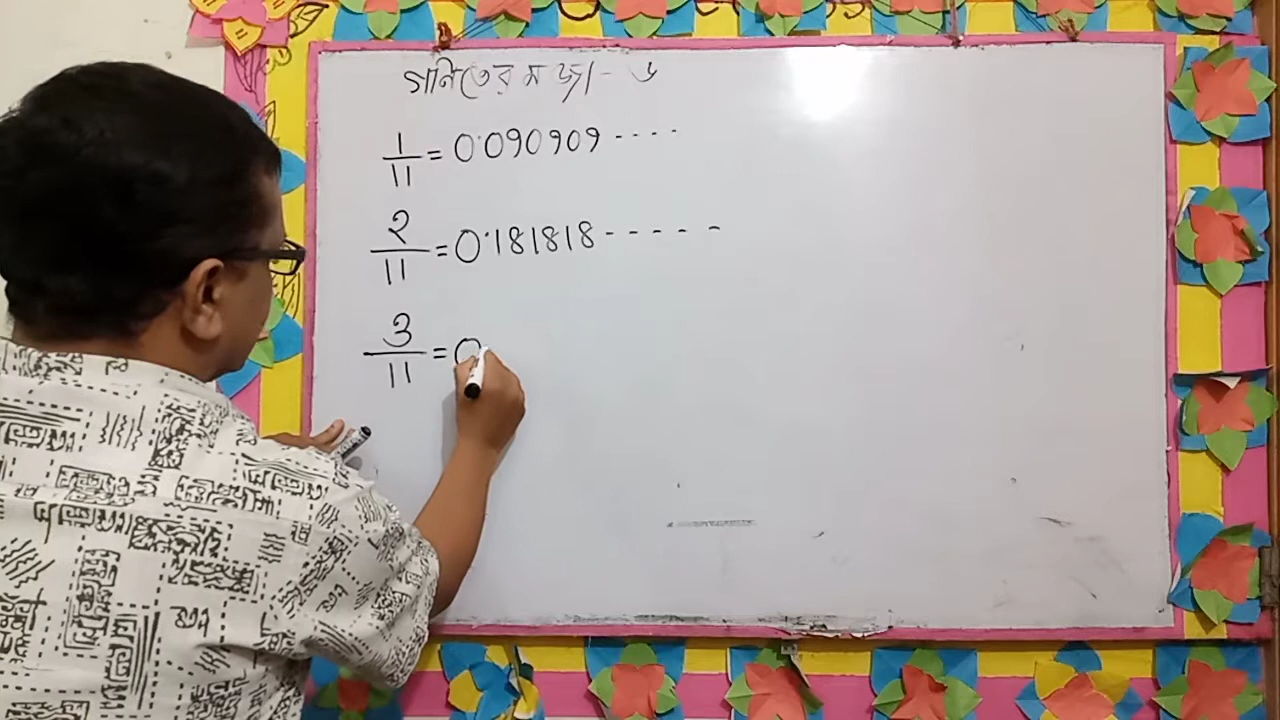 গনিতের মজা - ৬
1/11 = 0.090909 ----
2/11 = 0.181818 -----
3/11 = 0